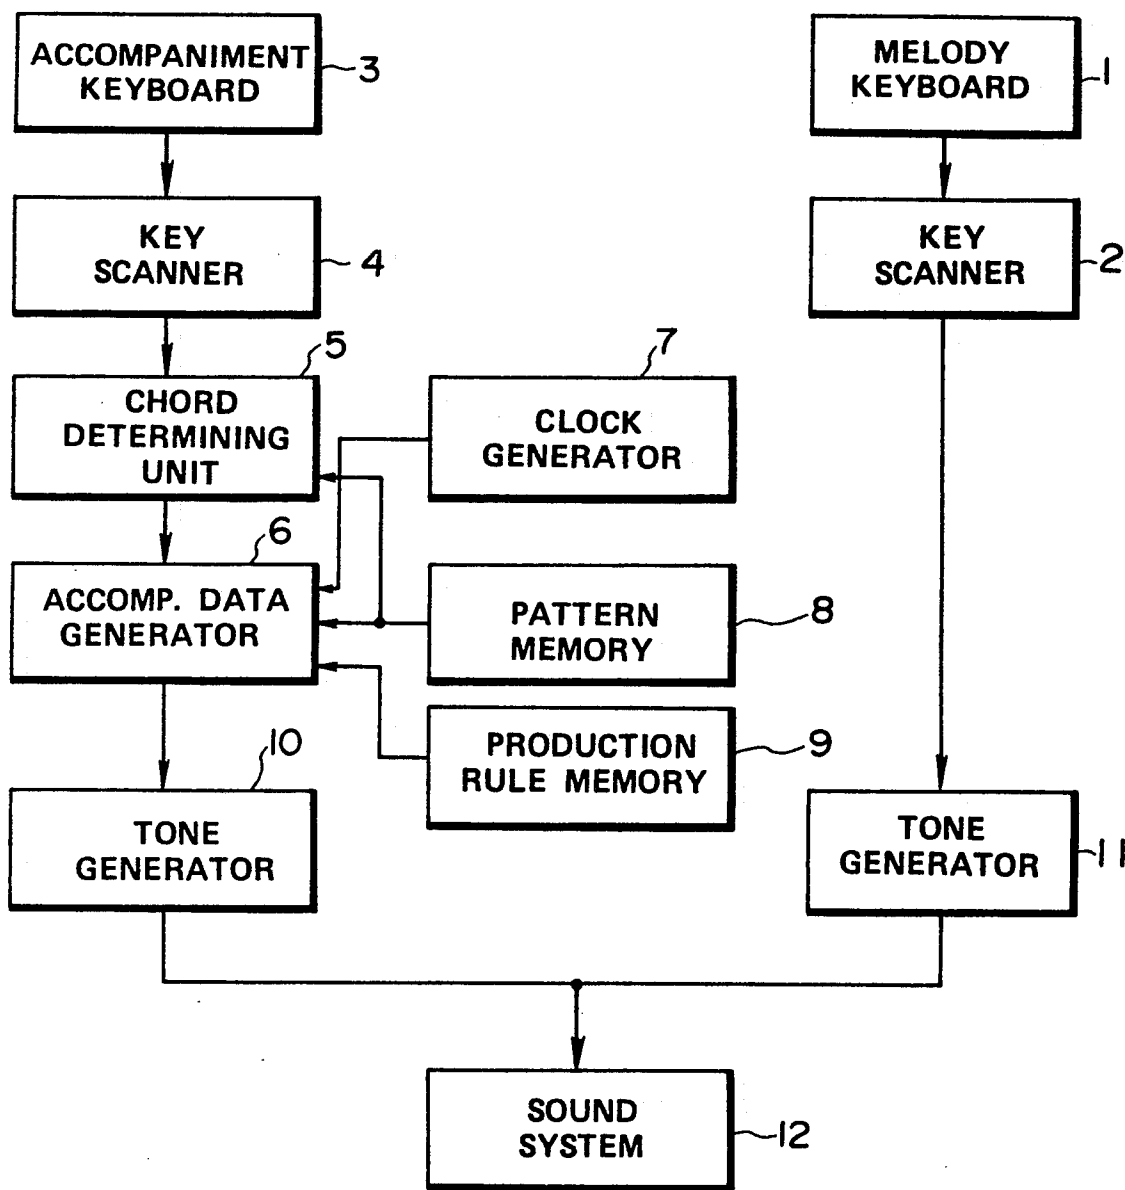 ACCOMPANIMENT
KEYBOARD
3
MELODY
KEYBOARD
1
KEY
SCANNER
4
KEY
SCANNER
2
5
CHORD
DETERMINING
UNIT
7
CLOCK
GENERATOR
6
ACCOMP. DATA
GENERATOR
PATTERN
MEMORY
8
PRODUCTION
RULE MEMORY
9
10
TONE
GENERATOR
TONE
GENERATOR
11
SOUND
SYSTEM
12